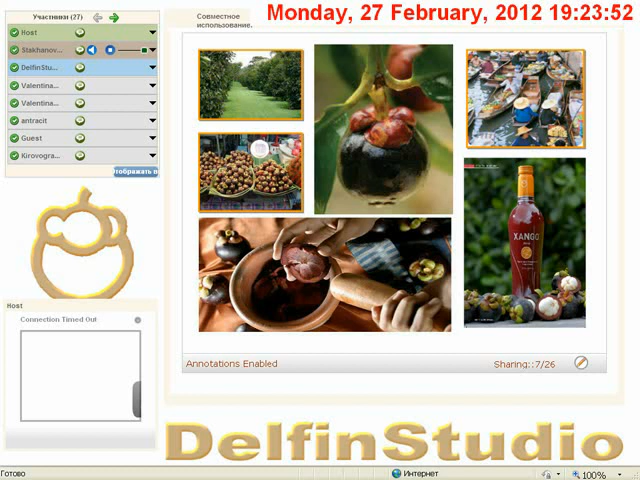 Monday, 27 February, 2012 19:23:52
Участники (27)
Совместное
использование.
Host
Stakhanov...
DelfinStu...
Valentina...
Valentina...
antracit
Guest
Kirovogra...
Отображать в
XANGO
Host
Connection Timed Out
Annotations Enabled
Sharing::7/26
DelfinStudio
Готово
Интернет
100%